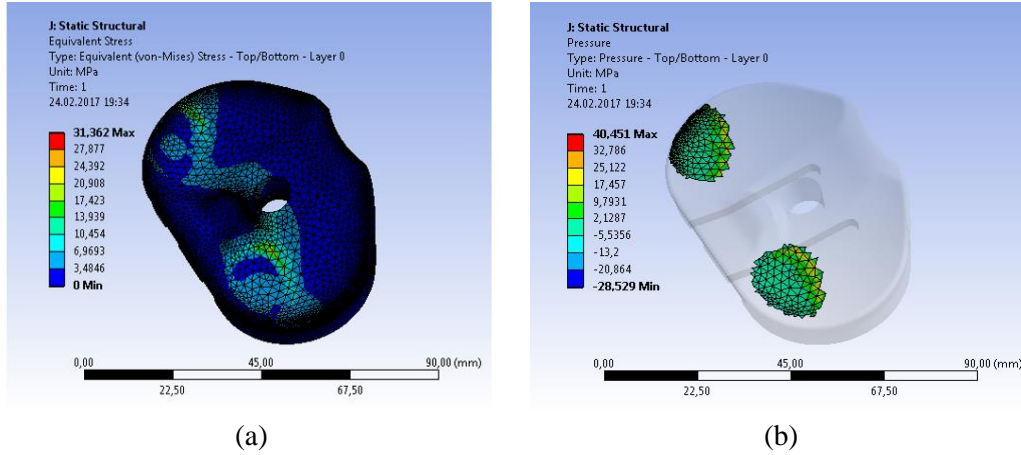 J: Static Structural
Equivalent Stress
Type: Equivalent (von-Mises) Stress - Top/Bottom - Layer 0
Unit: MPa
Time: 1
24.02.2017 19:34
31,362 Max
27,877
24,392
20,908
17,423
13,939
10,454
6,9693
3,4846
0 Min
0,00
45,00
90,00 (mm)
22,50
67,50
(a)
J: Static Structural
Pressure
Type: Pressure - Top/Bottom - Layer 0
Unit: MPa
Time: 1
24.02.2017 19:34
40,451 Max
32,786
25,122
17,457
9,7931
2,1287
-5,5356
-13,2
-20,864
-28,529 Min
0,00
45,00
90,00 (mm)
22,50
67,50
(b)